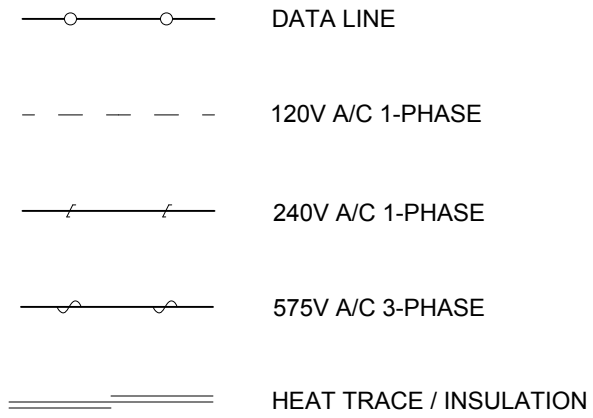 DATA LINE
120V A/C 1-PHASE
240V A/C 1-PHASE
575V A/C 3-PHASE
HEAT TRACE / INSULATION